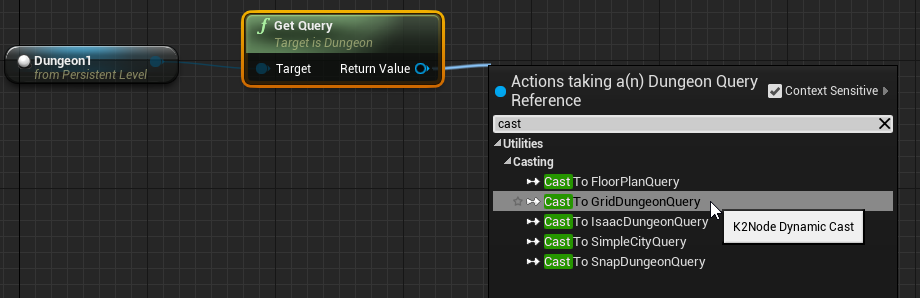 Get Query
Target is Dungeon
Dungeon1
from Persistent Level
Target
Return Value
Actions taking a(n) Dungeon Query
Reference
Context Sensitive
cast
Utilities
Casting
Cast To FloorPlanQuery
Cast To GridDungeonQuery
Cast To IsaacDungeonQuery
Cast To SimpleCityQuery
Cast To SnapDungeonQuery
K2Node Dynamic Cast